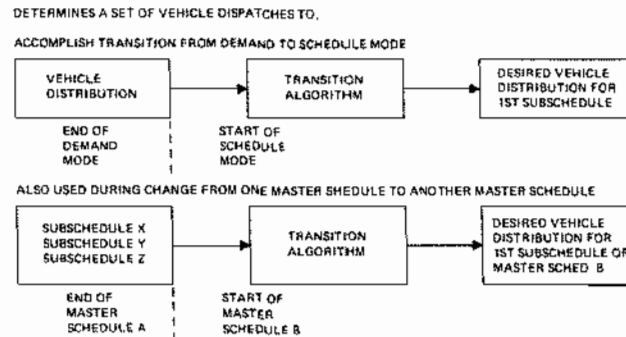 DETERMINES A SET OF VEHICLE DISPATCHES TO,
ACCOMPLISH TRANSITION FROM DEMAND TO SCHEDULE MODE
VEHICLE
DISTRIBUTION
TRANSITION
ALGORITHM
DESIRED VEHICLE
DISTRIBUTION FOR
1ST SUBSCHEDULE
END OF
DEMAND
MODE
START OF
SCHEDULE
MODE
ALSO USED DURING CHANGE FROM ONE MASTER SHEDULE TO ANOTHER MASTER SCHEDULE
SUBSCHEDULE X
SUBSCHEDULE Y
SUBSCHEDULE Z
TRANSITION
ALGORITHM
DESIRED VEHICLE
DISTRIBUTION FOR
1ST SUBSCHEDULE OF
MASTER SCHED B
END OF
MASTER
SCHEDULE A
START OF
MASTER
SCHEDULE B